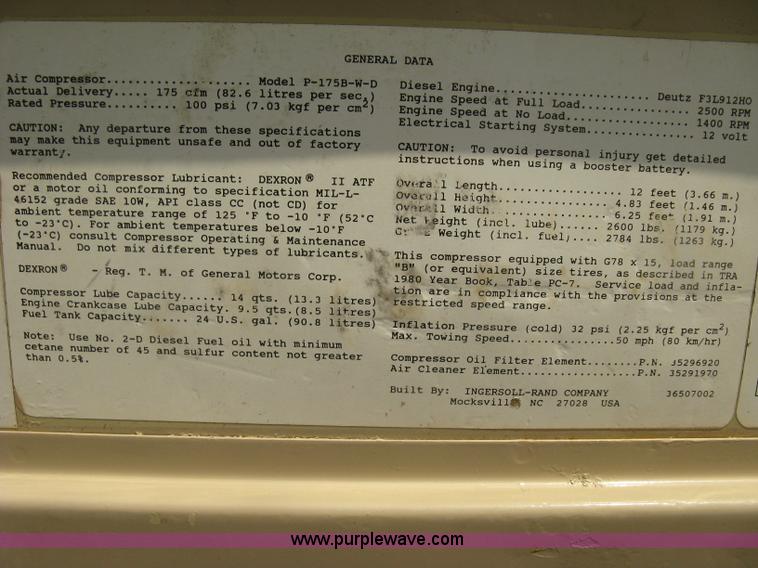 GENERAL DATA
Air Compressor.................. Model P-175B-W-D
Actual Delivery..... 175 cfm (82.6 litres per sec.)
Rated Pressure...... 100 psi (7.03 kgf per cm²)
CAUTION: Any departure from these specifications
may make this equipment unsafe and out of factory
warranty.
Recommended Compressor Lubricant: DEXRON® II ATF
or a motor oil conforming to specification MIL-L-
46152 grade SAE 10W, API class CC (not CD) for
ambient temperature range of 125 °F to -10 °F (52°C
to -23°C). For ambient temperatures below -10°F
(-23°C) consult Compressor Operating & Maintenance
Manual. Do not mix different types of lubricants.
DEXRON® - Reg. T. M. of General Motors Corp.
Compressor Lube Capacity...... 14 qts. (13.3 litres)
Engine Crankcase Lube Capacity. 9.5 qts.(8.5 litres)
Fuel Tank Capacity....... 24 U.S. gal. (90.8 litres)
Note: Use No. 2-D Diesel Fuel oil with minimum
cetane number of 45 and sulfur content not greater
than 0.5%.
Diesel Engine...................... Deutz F3L912HO
Engine Speed at Full Load................ 2500 RPM
Engine Speed at No Load.................. 1400 RPM
Electrical Starting System................ 12 volt
CAUTION: To avoid personal injury get detailed
instructions when using a booster battery.
Overall Length.................. 12 feet (3.66 m.)
Overall Height................ 4.83 feet (1.46 m.)
Overall Width................. 6.25 feet (1.91 m.)
Net Weight (incl. lube)...... 2600 lbs. (1179 kg.)
Weight (incl. fuel).... 2784 lbs. (1263 kg.)
This compressor equipped with G78 x 15, load range
"B" (or equivalent) size tires, as described in TRA
1980 Year Book, Table PC-7. Service load and infla-
tion are in compliance with the provisions at the
restricted speed range.
Inflation Pressure (cold) 32 psi (2.25 kgf per cm²)
Max. Towing Speed...............50 mph (80 km/hr)
Compressor Oil Filter Element........P.N. 35296920
Air Cleaner Element..................P.N. 35291970
Built By: INGERSOLL-RAND COMPANY 36507002
Mocksville NC 27028 USA
www.purplewave.com